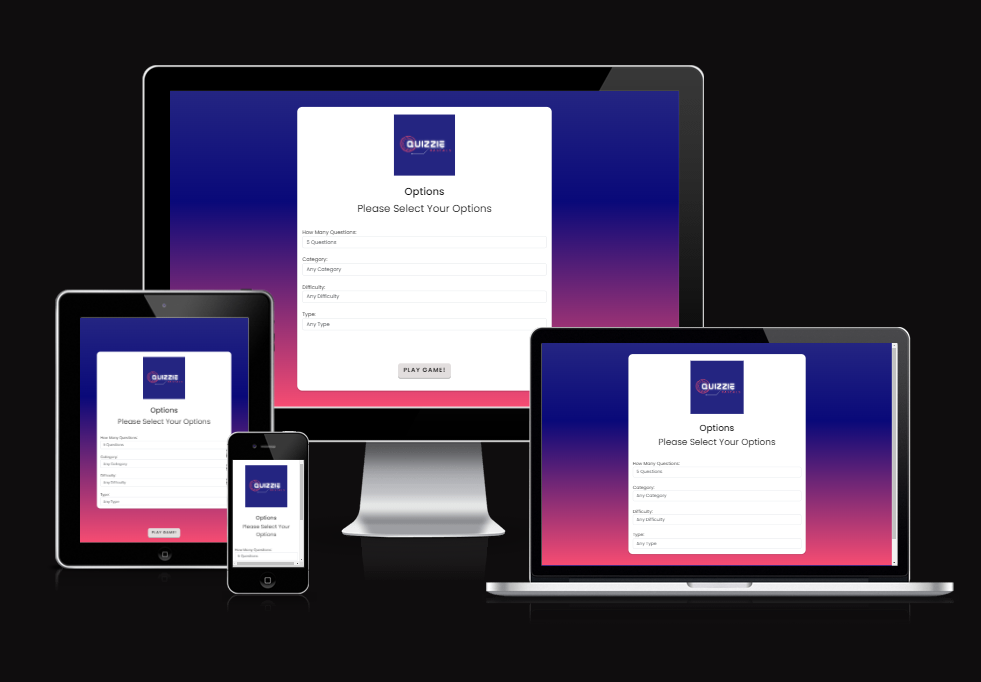 QUIZZIE
Options
Please Select Your Options
How Many Questions:
5 Questions
Category:
Any Category
Difficulty:
Any Difficulty
Type:
Any Type
PLAY GAME!
QUIZZIE
Options
Please Select Your Options
How Many Questions:
5 Questions
Category:
Any Category
Difficulty:
Any Difficulty
Type:
Any Type
PLAY GAME!
QUIZZIE
Options
Please Select Your
Options
How Many Questions:
5 Questions
QUIZZIE
Options
Please Select Your Options
How Many Questions:
5 Questions
Category:
Any Category
Difficulty:
Any Difficulty
Type:
Any Type